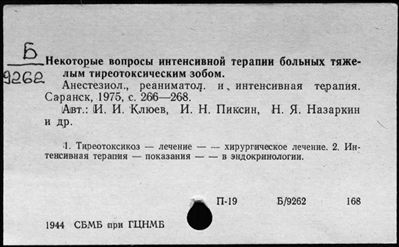 Б
9262
Некоторые вопросы интенсивной терапии больных тяже-
лым тиреотоксическим зобом.
Анестезиол., реаниматол. и интенсивная терапия.
Саранск, 1975, с. 266—268.
Авт.: И. И. Клюев, И. Н. Пиксин, Н. Я. Назаркин
и др.
1. Тиреотоксикоз — лечение — — хирургическое лечение. 2. Ин-
тенсивная терапия — показания — — в эндокринологии.
П-19 Б/9262 168
1944 СБМБ при ГЦНМБ